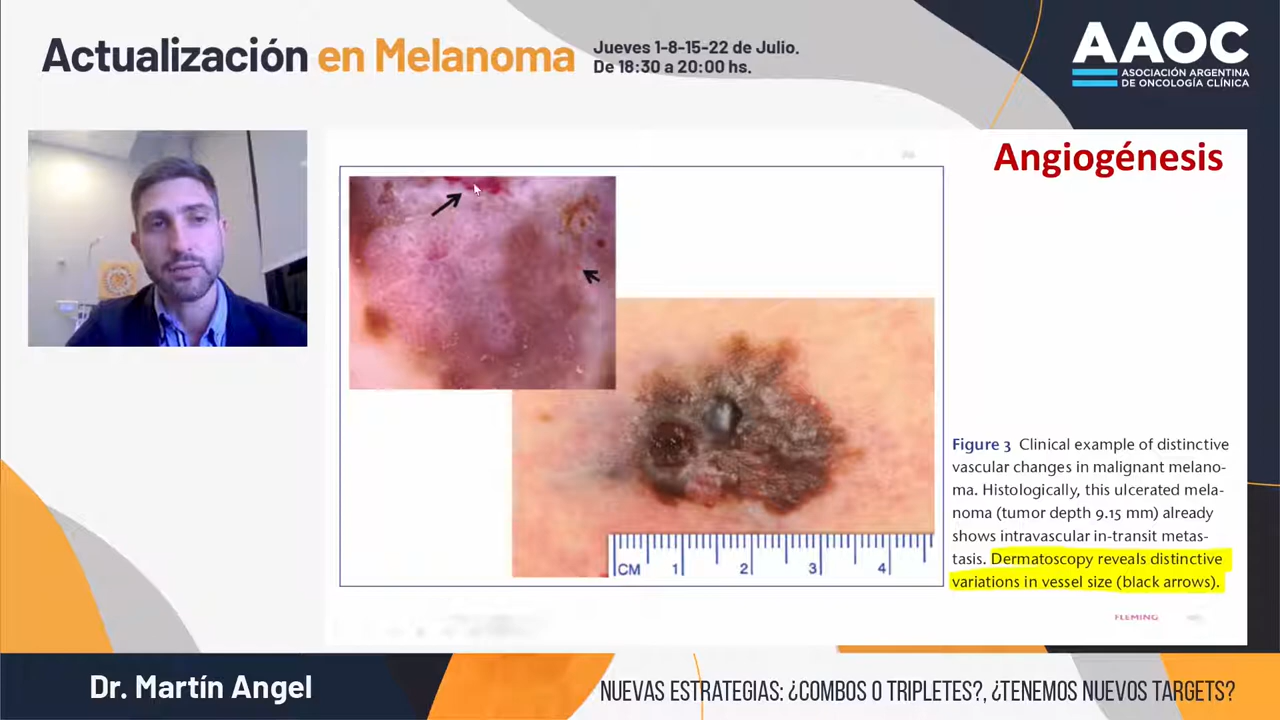 Actualización en Melanoma
Jueves 1-8-15-22 de Julio.
De 18:30 a 20:00 hs.
AAOC
ASOCIACIÓN ARGENTINA
DE ONCOLOGÍA CLÍNICA
Angiogénesis
Figure 3 Clinical example of distinctive
vascular changes in malignant melano-
ma. Histologically, this ulcerated mela-
noma (tumor depth 9.15 mm) already
shows intravascular in-transit metas-
tasis. Dermatoscopy reveals distinctive
variations in vessel size (black arrows).
CM 1 2 3 4
FLEMING
Dr. Martín Angel
NUEVAS ESTRATEGIAS: ¿COMBOS O TRIPLETES?, ¿TENEMOS NUEVOS TARGETS?